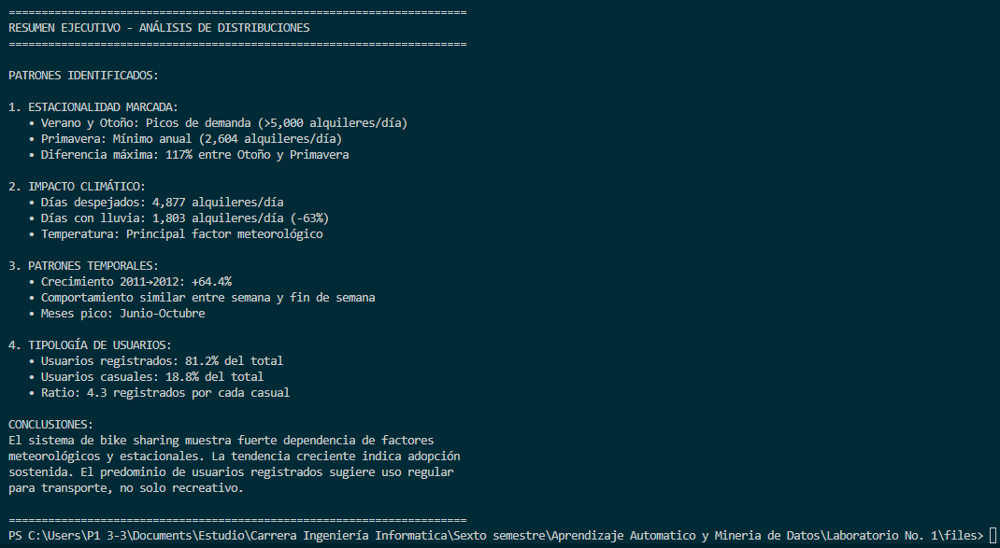 ======================================================================
RESUMEN EJECUTIVO - ANÁLISIS DE DISTRIBUCIONES
======================================================================
PATRONES IDENTIFICADOS:
1. ESTACIONALIDAD MARCADA:
• Verano y Otoño: Picos de demanda (>5,000 alquileres/día)
• Primavera: Mínimo anual (2,604 alquileres/día)
• Diferencia máxima: 117% entre Otoño y Primavera
2. IMPACTO CLIMÁTICO:
• Días despejados: 4,877 alquileres/día
• Días con lluvia: 1,803 alquileres/día (-63%)
• Temperatura: Principal factor meteorológico
3. PATRONES TEMPORALES:
• Crecimiento 2011→2012: +64.4%
• Comportamiento similar entre semana y fin de semana
• Meses pico: Junio-Octubre
4. TIPOLOGÍA DE USUARIOS:
• Usuarios registrados: 81.2% del total
• Usuarios casuales: 18.8% del total
• Ratio: 4.3 registrados por cada casual
CONCLUSIONES:
El sistema de bike sharing muestra fuerte dependencia de factores
meteorológicos y estacionales. La tendencia creciente indica adopción
sostenida. El predominio de usuarios registrados sugiere uso regular
para transporte, no solo recreativo.
======================================================================
PS C:\Users\P1 3-3\Documents\Estudio\Carrera Ingeniería Informatica\Sexto semestre\Aprendizaje Automatico y Mineria de Datos\Laboratorio No. 1\files>